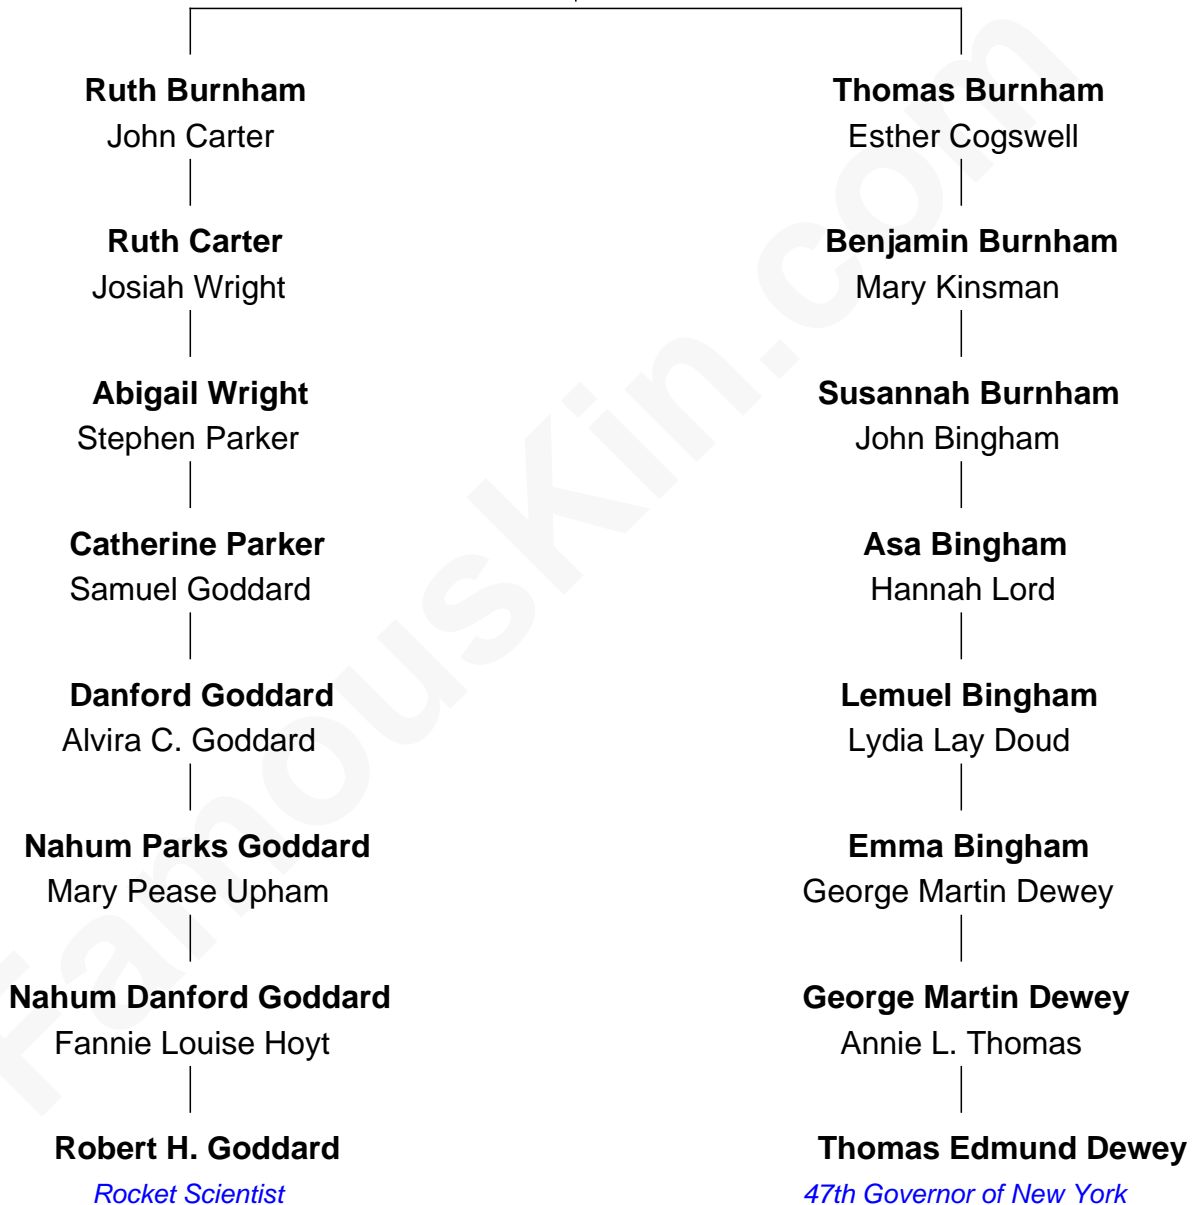 Ruth Burnham
John Carter
Thomas Burnham
Esther Cogswell
Ruth Carter
Josiah Wright
Benjamin Burnham
Mary Kinsman
Abigail Wright
Stephen Parker
Susannah Burnham
John Bingham
Catherine Parker
Samuel Goddard
Asa Bingham
Hannah Lord
Danford Goddard
Alvira C. Goddard
Lemuel Bingham
Lydia Lay Doud
Nahum Parks Goddard
Mary Pease Upham
Emma Bingham
George Martin Dewey
Nahum Danford Goddard
Fannie Louise Hoyt
George Martin Dewey
Annie L. Thomas
Robert H. Goddard
Rocket Scientist
Thomas Edmund Dewey
47th Governor of New York
FamousKin.com